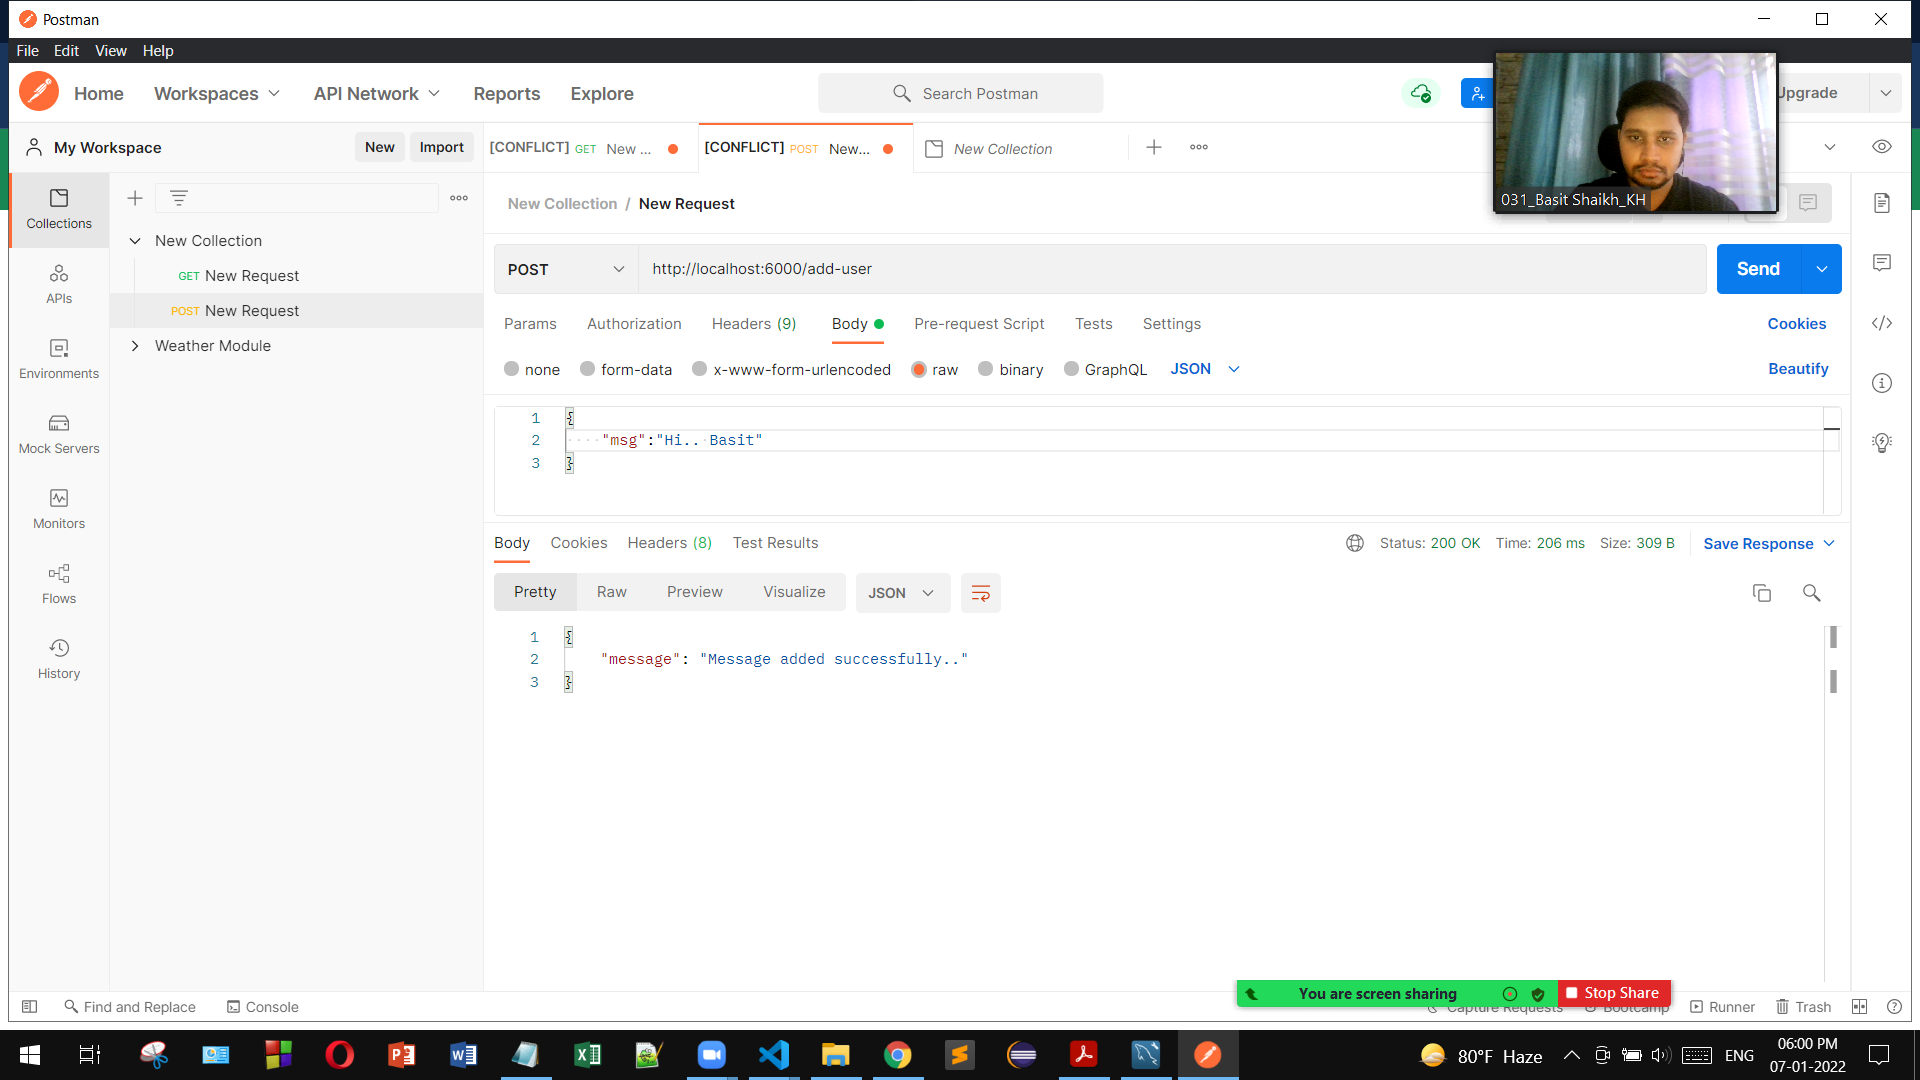 Postman
File Edit View Help
Home Workspaces API Network Reports Explore
Search Postman
Upgrade
My Workspace New Import
[CONFLICT] GET New ... [CONFLICT] POST New... New Collection
031_Basit Shaikh_KH
Collections
APIs
Environments
Mock Servers
Monitors
Flows
History
New Collection
GET New Request
POST New Request
Weather Module
New Collection / New Request
POST http://localhost:6000/add-user Send
Params Authorization Headers (9) Body Pre-request Script Tests Settings Cookies
none form-data x-www-form-urlencoded raw binary GraphQL JSON Beautify
1 {
2 "msg":"Hi.. Basit"
3 }
Body Cookies Headers (8) Test Results Status: 200 OK Time: 206 ms Size: 309 B Save Response
Pretty Raw Preview Visualize JSON
1 {
2 "message": "Message added successfully.."
3 }
You are screen sharing Stop Share
Find and Replace Console Capture Requests Bootcamp Runner Trash
80°F Haze ENG 06:00 PM
07-01-2022